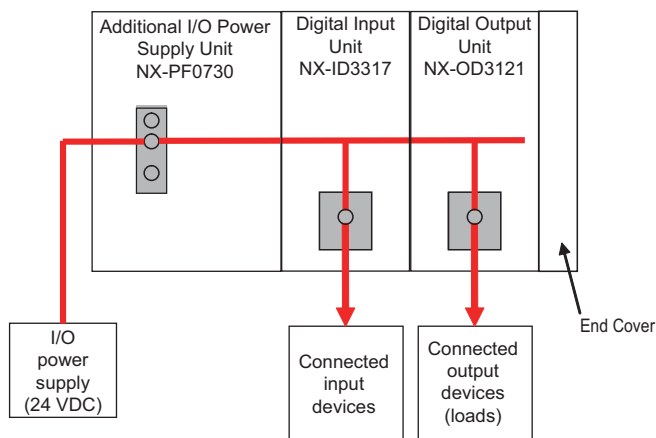 Additional I/O Power
Supply Unit
NX-PF0730
Digital Input
Unit
NX-ID3317
Digital Output
Unit
NX-OD3121
End Cover
I/O
power
supply
(24 VDC)
Connected
input
devices
Connected
output
devices
(loads)